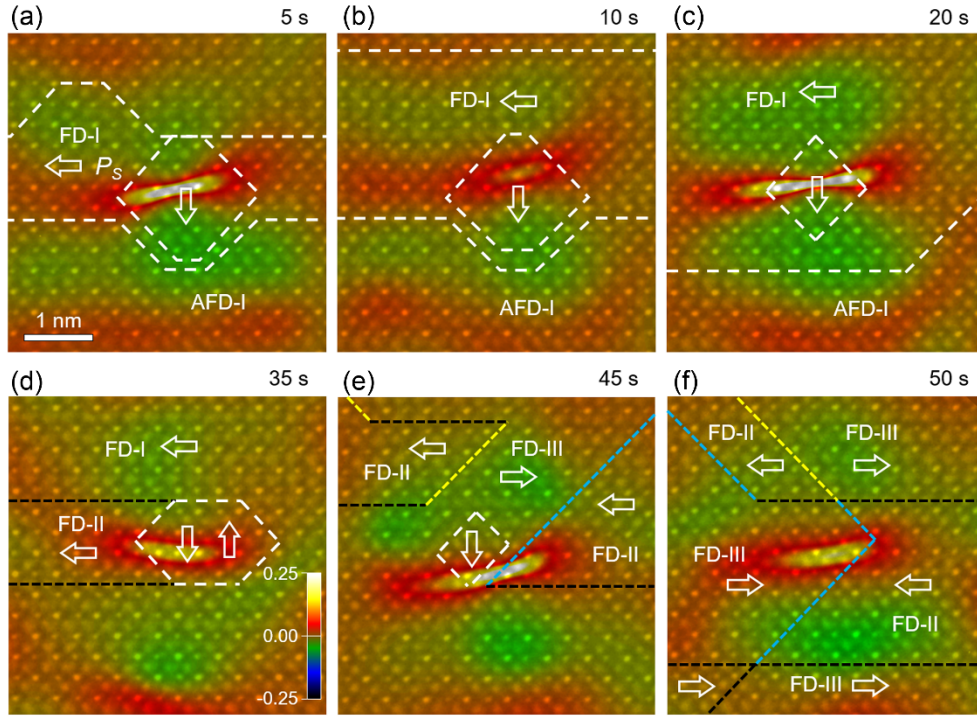 (a) 5 s
FD-I
P_S
AFD-I
1 nm
(b) 10 s
FD-I
AFD-I
(c) 20 s
FD-I
AFD-I
(d) 35 s
FD-I
FD-II
0.25
0.00
-0.25
(e) 45 s
FD-III
FD-II
FD-II
(f) 50 s
FD-II FD-III
FD-III
FD-II
FD-III